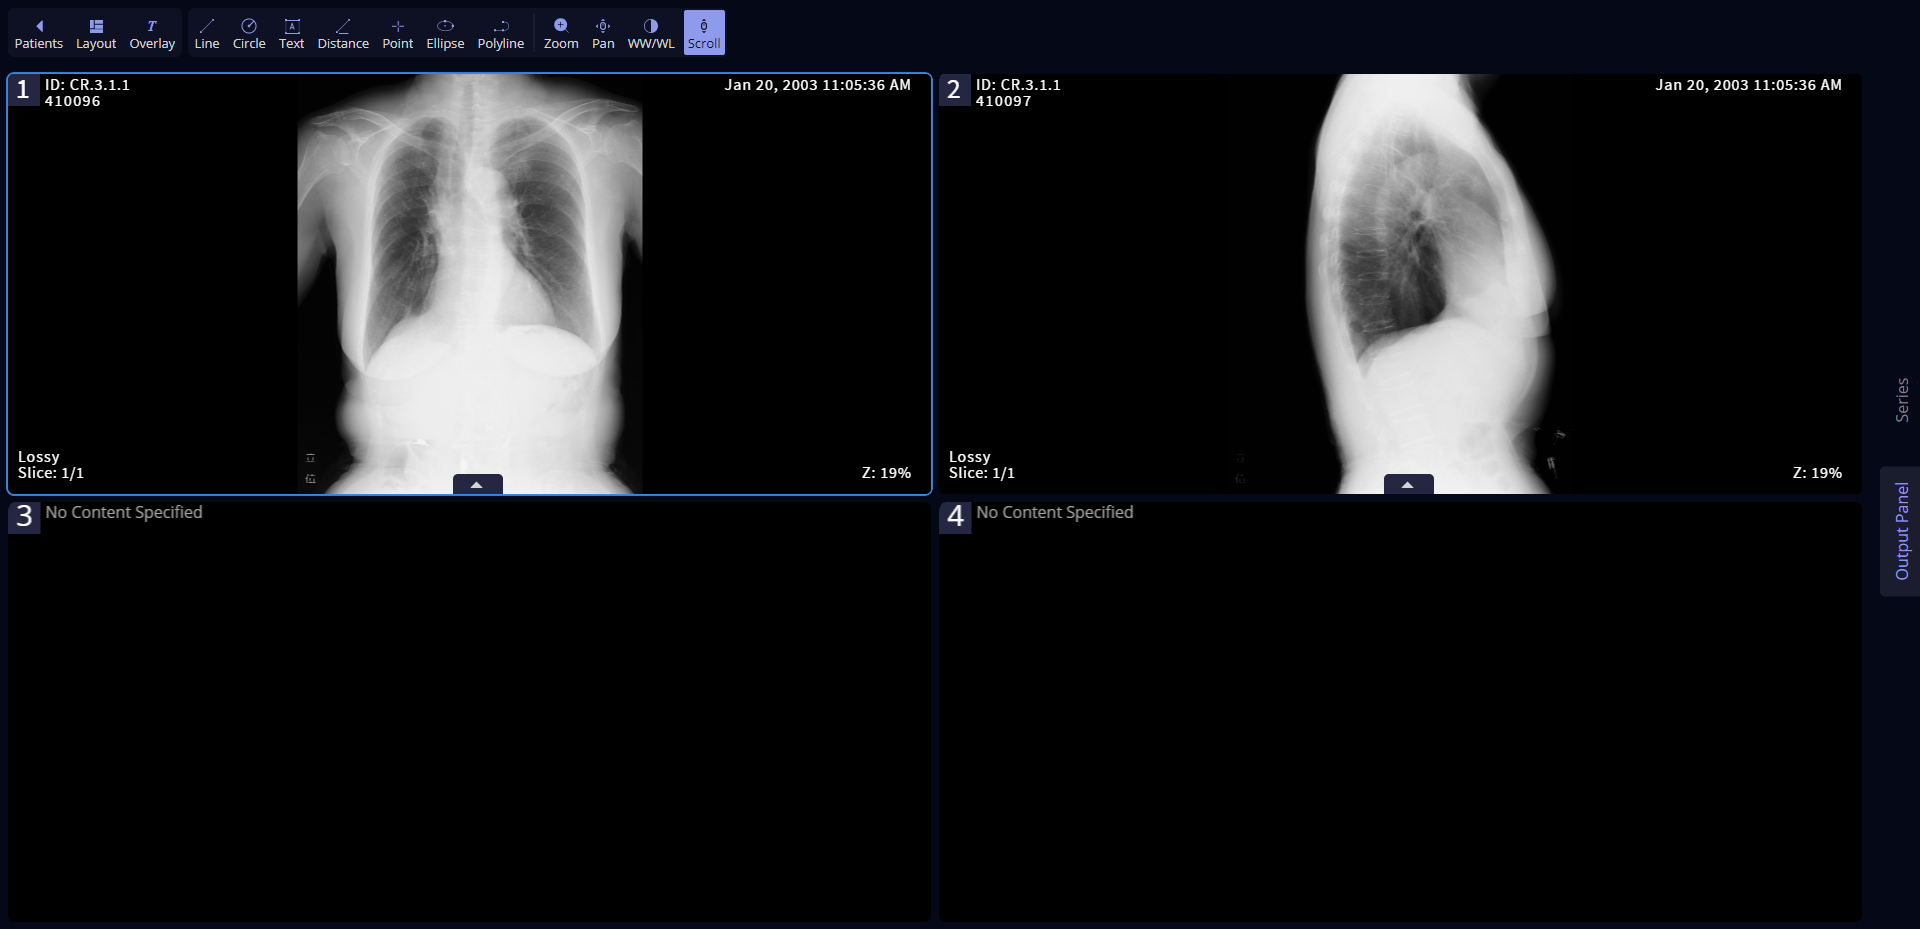 Patients
Layout
Overlay
Line
Circle
Text
Distance
Point
Ellipse
Polyline
Zoom
Pan
WW/WL
Scroll
1
ID: CR.3.1.1
410096
Jan 20, 2003 11:05:36 AM
Lossy
Slice: 1/1
Z: 19%
2
ID: CR.3.1.1
410097
Jan 20, 2003 11:05:36 AM
Lossy
Slice: 1/1
Z: 19%
3
No Content Specified
4
No Content Specified
Series
Output Panel